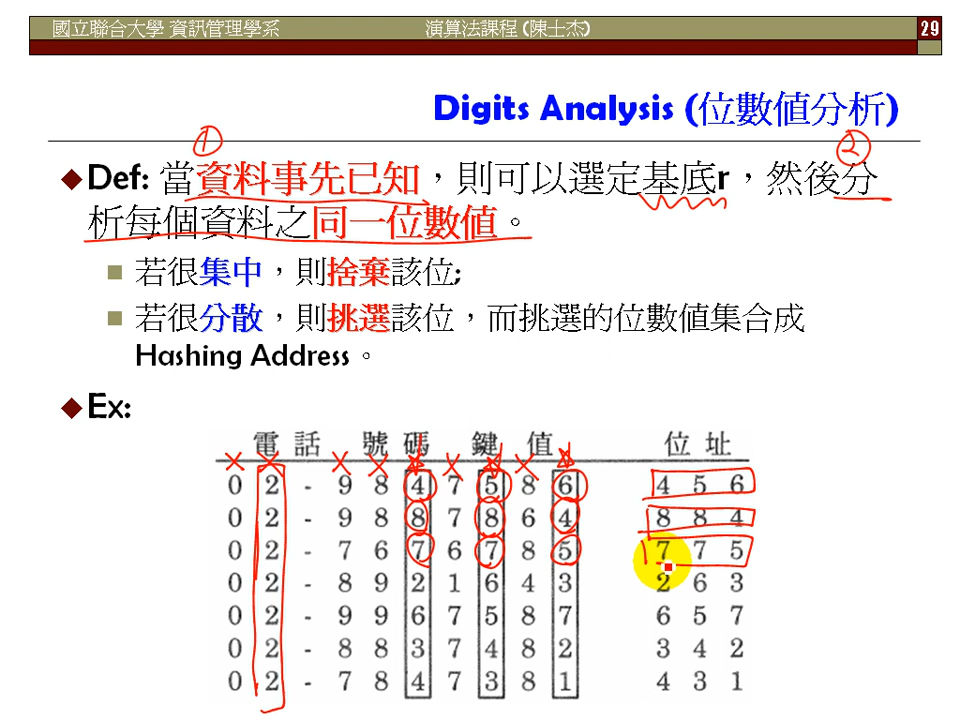 國立聯合大學 資訊管理學系 演算法課程 (陳士杰) 29
Digits Analysis (位數值分析)
① ②
Def: 當資料事先已知，則可以選定基底r，然後分
析每個資料之同一位數值。
若很集中，則捨棄該位;
若很分散，則挑選該位，而挑選的位數值集合成
Hashing Address。
Ex:
電 話 號 碼 鍵 值 位 址
0 2 - 9 8 4 7 5 8 6 4 5 6
0 2 - 9 8 8 7 8 6 4 8 8 4
0 2 - 7 6 7 6 7 8 5 7 7 5
0 2 - 8 9 2 1 6 4 3 2 6 3
0 2 - 9 9 6 7 5 8 7 6 5 7
0 2 - 8 8 3 7 4 8 2 3 4 2
0 2 - 7 8 4 7 3 8 1 4 3 1